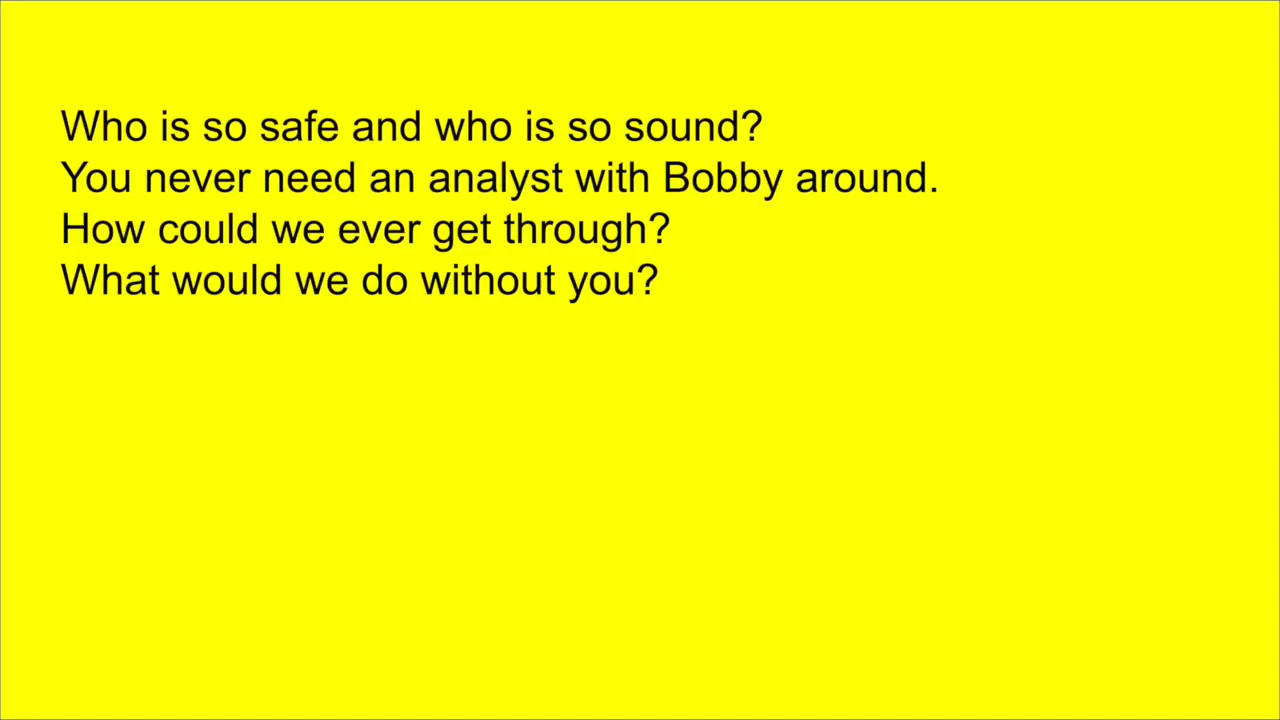 Who is so safe and who is so sound?
You never need an analyst with Bobby around.
How could we ever get through?
What would we do without you?